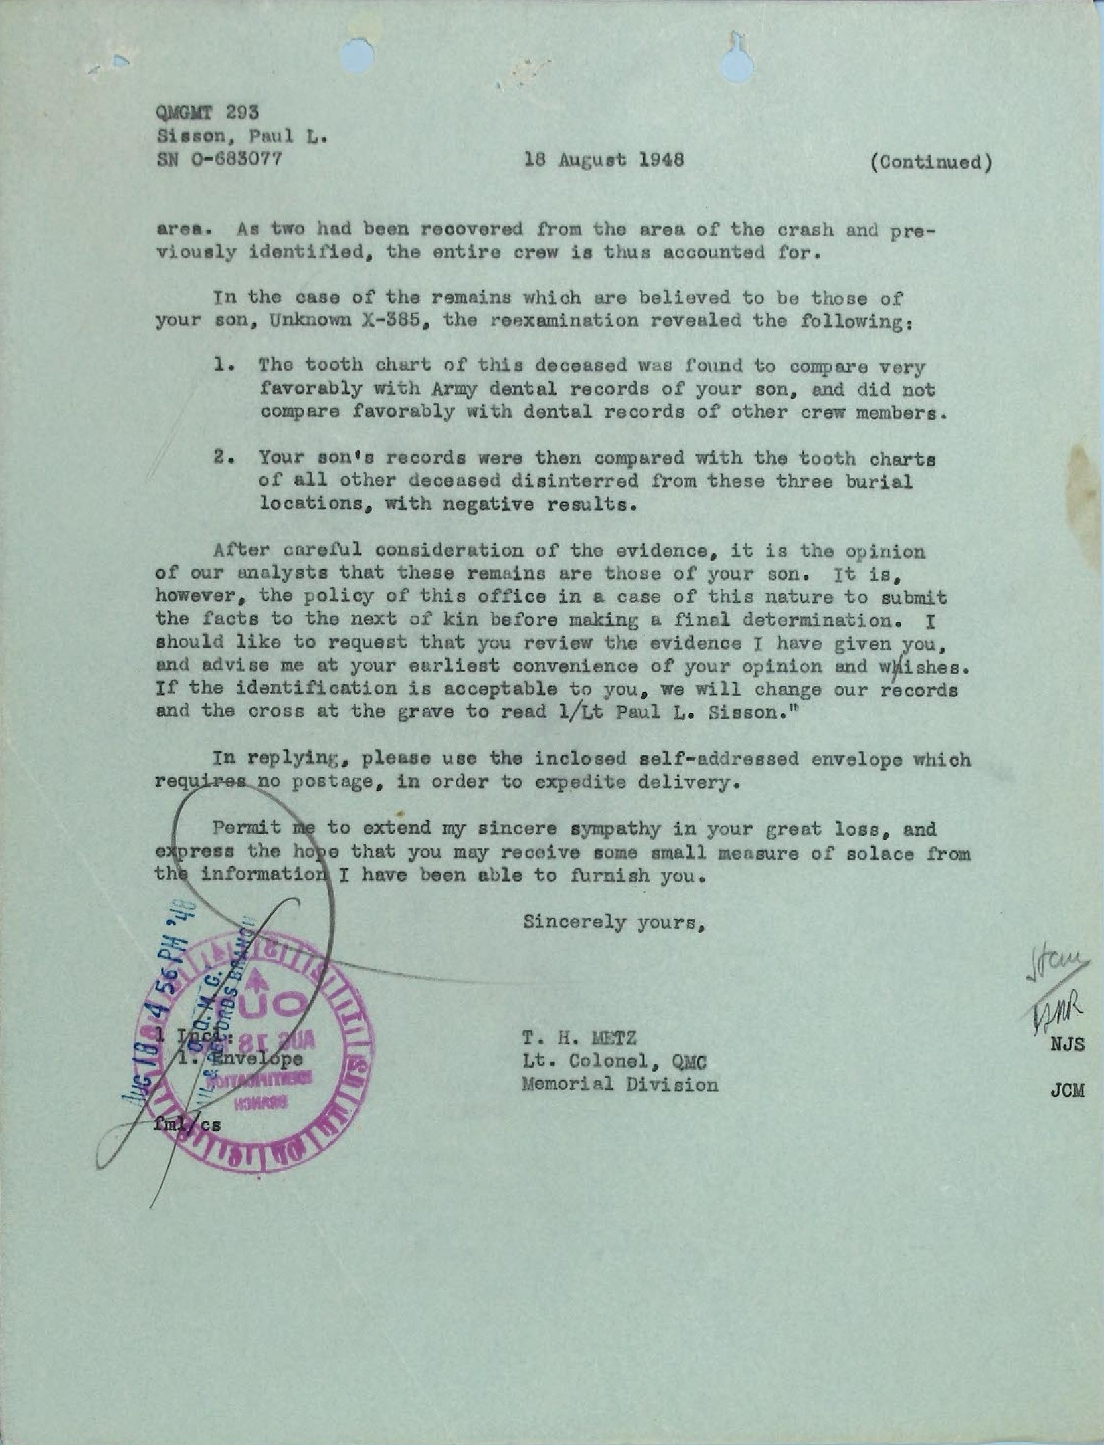 QMGMT 293
Sisson, Paul L.
SN O-683077 18 August 1948 (Continued)
area. As two had been recovered from the area of the crash and pre-
viously identified, the entire crew is thus accounted for.
In the case of the remains which are believed to be those of
your son, Unknown X-385, the reexamination revealed the following:
1. The tooth chart of this deceased was found to compare very
favorably with Army dental records of your son, and did not
compare favorably with dental records of other crew members.
2. Your son's records were then compared with the tooth charts
of all other deceased disinterred from these three burial
locations, with negative results.
After careful consideration of the evidence, it is the opinion
of our analysts that these remains are those of your son. It is,
however, the policy of this office in a case of this nature to submit
the facts to the next of kin before making a final determination. I
should like to request that you review the evidence I have given you,
and advise me at your earliest convenience of your opinion and wishes.
If the identification is acceptable to you, we will change our records
and the cross at the grave to read 1/Lt Paul L. Sisson."
In replying, please use the inclosed self-addressed envelope which
requires no postage, in order to expedite delivery.
Permit me to extend my sincere sympathy in your great loss, and
express the hope that you may receive some small measure of solace from
the information I have been able to furnish you.
Sincerely yours,
AUG 18 4 56 PM '48
O.Q.M.G.
& RECORDS BRANCH
OUT
AUG 18
IDENTIFICATION
BRANCH
1 Incl:
1. Envelope
T. H. METZ
Lt. Colonel, QMC
Memorial Division
NJS
JCM
fml/cs